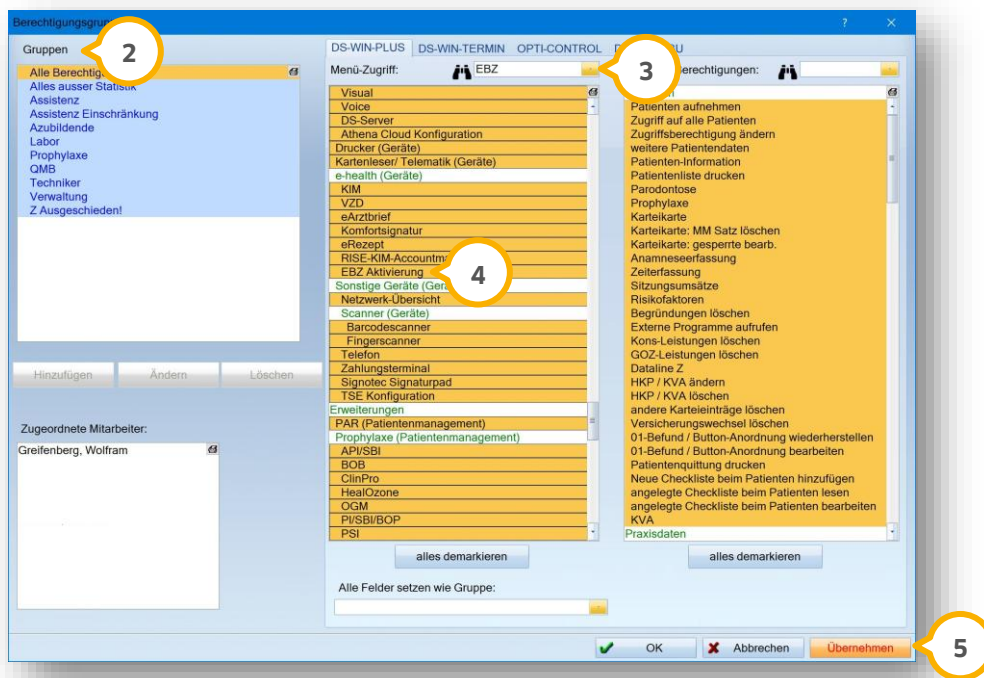 Berechtigungsgru
? ×
Gruppen
2
Alle Berechtig
Alles ausser Statistik
Assistenz
Assistenz Einschränkung
Azubildende
Labor
Prophylaxe
QMB
Techniker
Verwaltung
Z Ausgeschieden!
Hinzufügen Ändern Löschen
Zugeordnete Mitarbeiter:
Greifenberg, Wolfram
DS-WIN-PLUS DS-WIN-TERMIN OPTI-CONTROL D U
Menü-Zugriff: EBZ
3
Visual
Voice
DS-Server
Athena Cloud Konfiguration
Drucker (Geräte)
Kartenleser/ Telematik (Geräte)
e-health (Geräte)
KIM
VZD
eArztbrief
Komfortsignatur
eRezept
RISE-KIM-Accountma
EBZ Aktivierung
4
Sonstige Geräte (Gerä
Netzwerk-Übersicht
Scanner (Geräte)
Barcodescanner
Fingerscanner
Telefon
Zahlungsterminal
Signotec Signaturpad
TSE Konfiguration
Erweiterungen
PAR (Patientenmanagement)
Prophylaxe (Patientenmanagement)
API/SBI
BOB
ClinPro
HealOzone
OGM
PI/SBI/BOP
PSI
alles demarkieren
Alle Felder setzen wie Gruppe:
erechtigungen:
Patienten aufnehmen
Zugriff auf alle Patienten
Zugriffsberechtigung ändern
weitere Patientendaten
Patienten-Information
Patientenliste drucken
Parodontose
Prophylaxe
Karteikarte
Karteikarte: MM Satz löschen
Karteikarte: gesperrte bearb.
Anamneseerfassung
Zeiterfassung
Sitzungsumsätze
Risikofaktoren
Begründungen löschen
Externe Programme aufrufen
Kons-Leistungen löschen
GOZ-Leistungen löschen
Dataline Z
HKP / KVA ändern
HKP / KVA löschen
andere Karteieinträge löschen
Versicherungswechsel löschen
01-Befund / Button-Anordnung wiederherstellen
01-Befund / Button-Anordnung bearbeiten
Patientenquittung drucken
Neue Checkliste beim Patienten hinzufügen
angelegte Checkliste beim Patienten lesen
angelegte Checkliste beim Patienten bearbeiten
KVA
Praxisdaten
alles demarkieren
OK Abbrechen Übernehmen
5